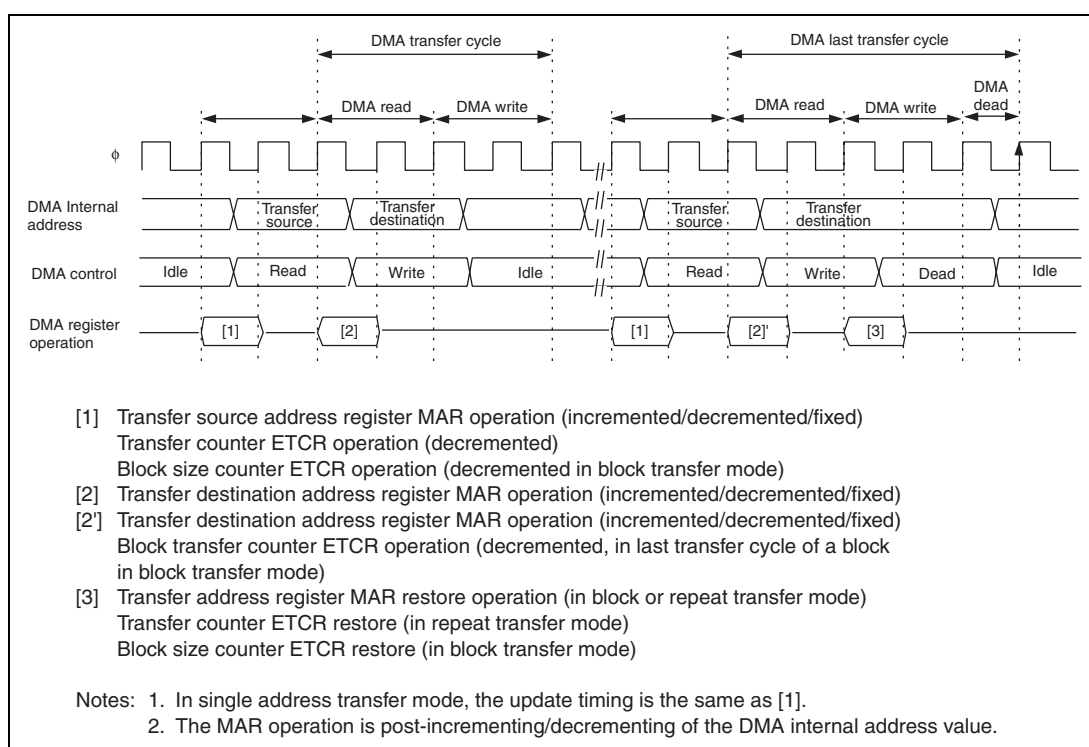 DMA transfer cycle DMA last transfer cycle
DMA read DMA write DMA read DMA write DMA dead
ϕ
DMA Internal address Transfer source Transfer destination Transfer source Transfer destination
DMA control Idle Read Write Idle Read Write Dead Idle
DMA register operation [1] [2] [1] [2]' [3]
[1] Transfer source address register MAR operation (incremented/decremented/fixed)
Transfer counter ETCR operation (decremented)
Block size counter ETCR operation (decremented in block transfer mode)
[2] Transfer destination address register MAR operation (incremented/decremented/fixed)
[2'] Transfer destination address register MAR operation (incremented/decremented/fixed)
Block transfer counter ETCR operation (decremented, in last transfer cycle of a block
in block transfer mode)
[3] Transfer address register MAR restore operation (in block or repeat transfer mode)
Transfer counter ETCR restore (in repeat transfer mode)
Block size counter ETCR restore (in block transfer mode)
Notes: 1. In single address transfer mode, the update timing is the same as [1].
2. The MAR operation is post-incrementing/decrementing of the DMA internal address value.